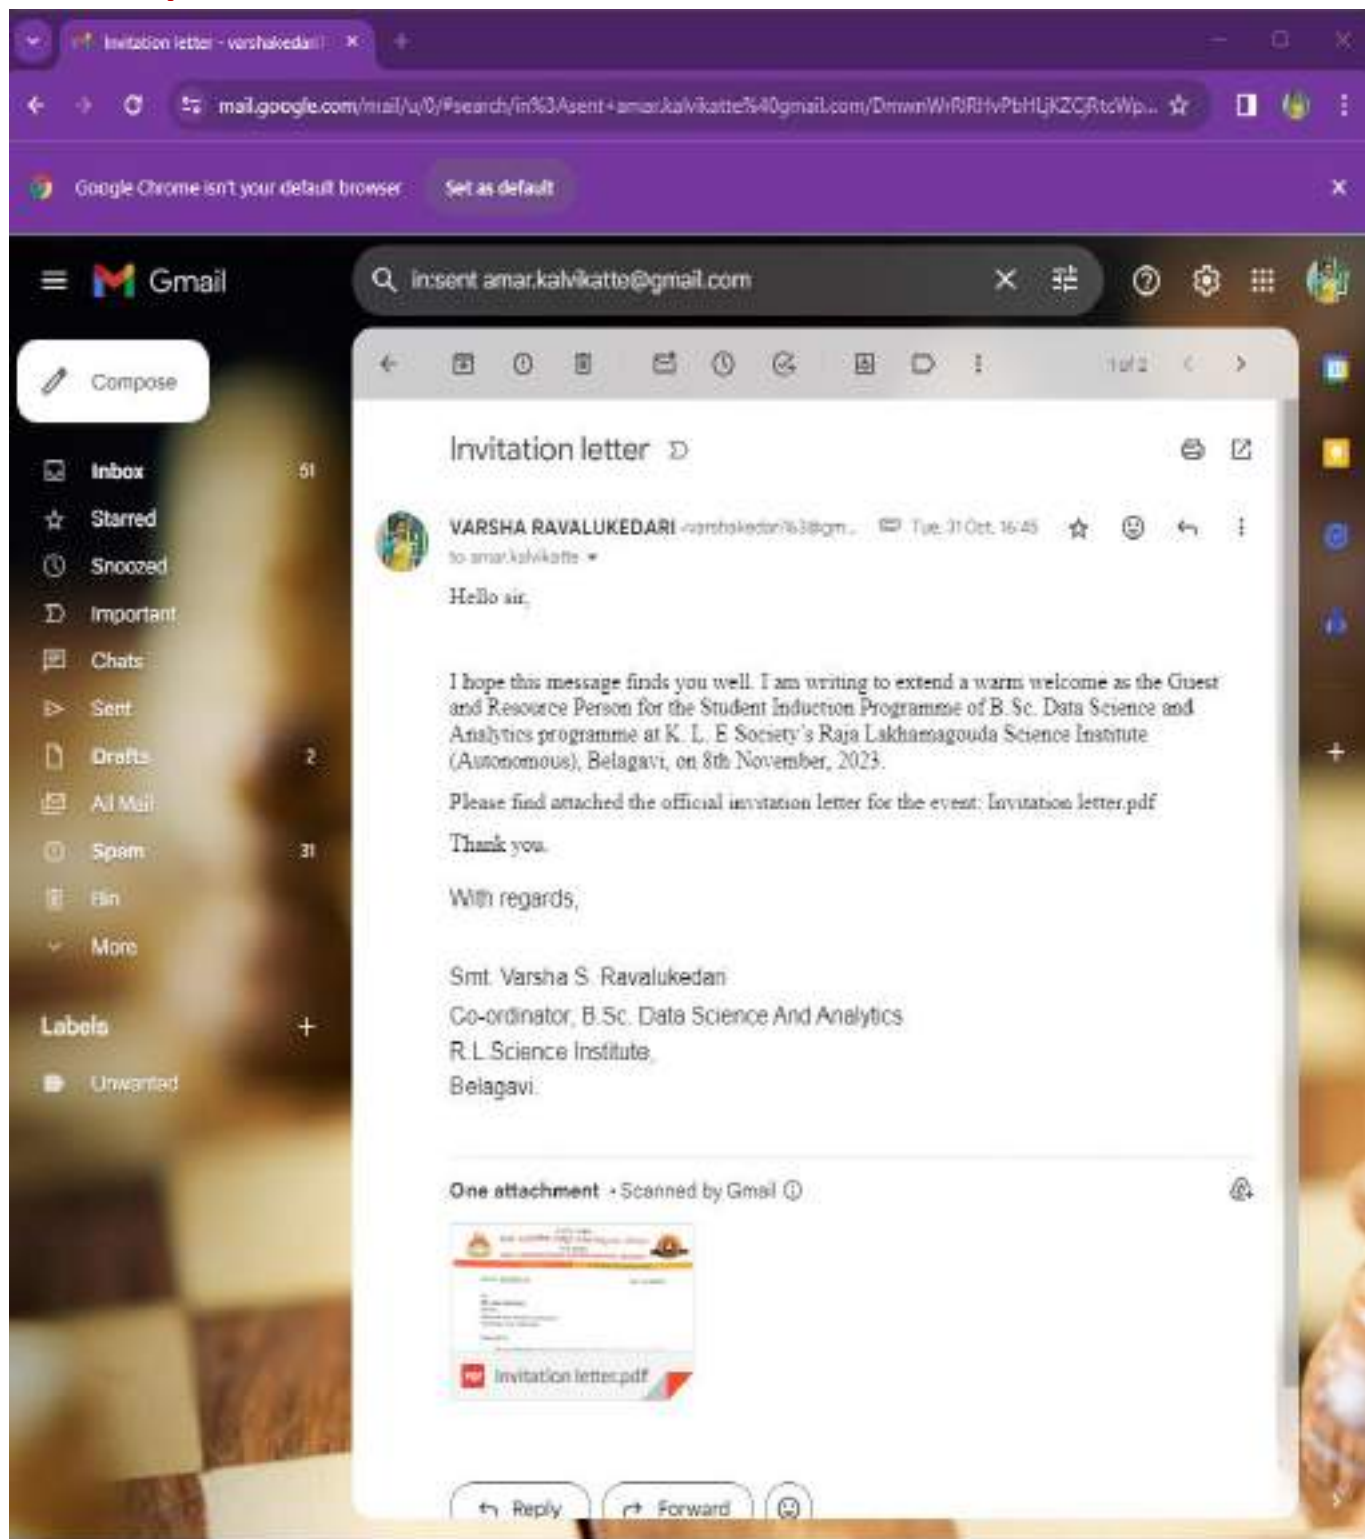 Invitation letter - varshakedari
mail.google.com/mail/u/0/#search/in%3Asent+amar.kalvikatte%40gmail.com/
Google Chrome isn't your default browser Set as default
Gmail
in:sent amar.kalvikatte@gmail.com
Compose
1 of 2
Inbox 51
Starred
Snoozed
Important
Chats
Sent
Drafts 2
All Mail
Spam 31
Bin
More
Labels
Unwanted
Invitation letter
VARSHA RAVALUKEDARI Tue, 31 Oct, 16:45
to amar.kalvikatte
Hello sir,
I hope this message finds you well. I am writing to extend a warm welcome as the Guest
and Resource Person for the Student Induction Programme of B.Sc. Data Science and
Analytics programme at K. L. E Society's Raja Lakhamagouda Science Institute
(Autonomous), Belagavi, on 8th November, 2023.
Please find attached the official invitation letter for the event: Invitation letter.pdf
Thank you.
With regards,
Smt. Varsha S. Ravalukedari
Co-ordinator, B.Sc. Data Science And Analytics
R.L.Science Institute,
Belagavi.
One attachment • Scanned by Gmail
PDF Invitation letter.pdf
Reply Forward